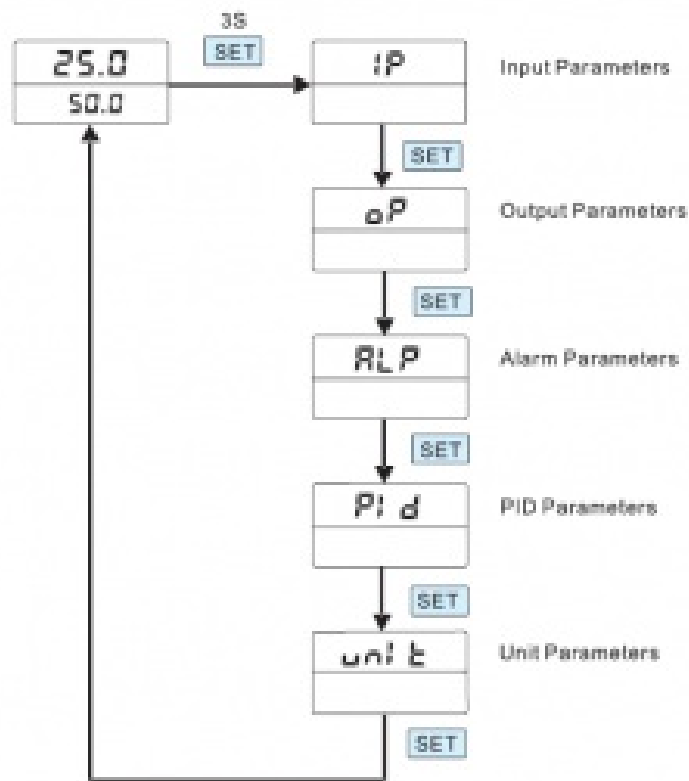 3S
SET
25.0
50.0
IP
Input Parameters
SET
oP
Output Parameters
SET
ALP
Alarm Parameters
SET
PId
PID Parameters
SET
unIt
Unit Parameters
SET